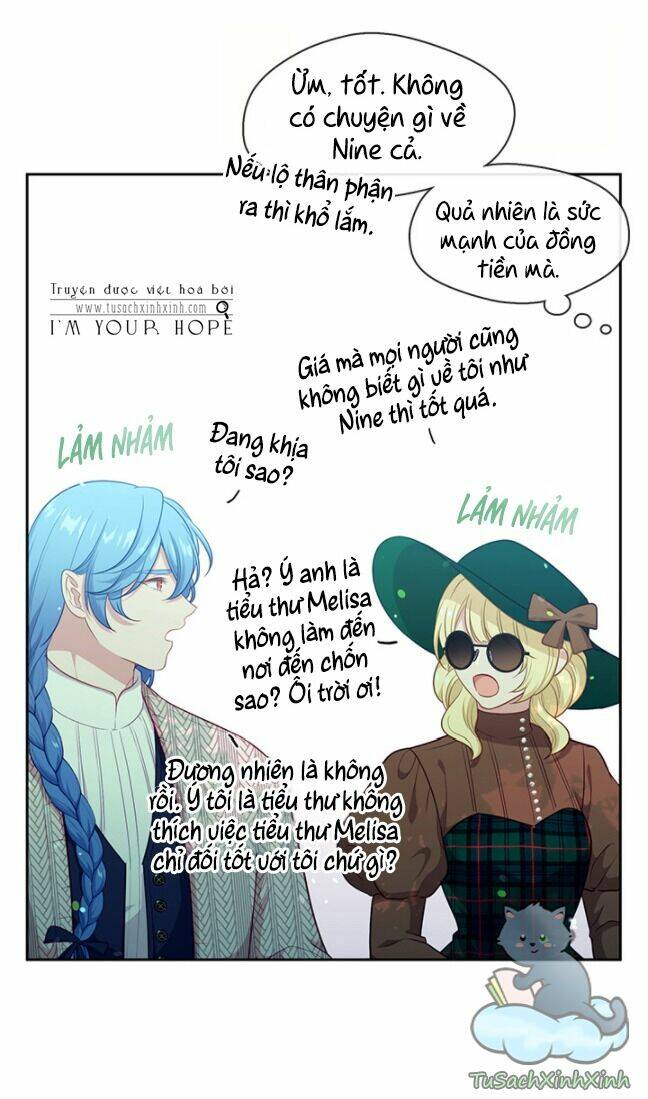 Ừm, tốt. Không
có chuyện gì về
Nine cả.
Nếu lộ thân phận
ra thì khổ lắm.
Quả nhiên là sức
mạnh của đồng
tiền mà.
Truyện được việt hoá bởi
www.tusachxinhxinh.com
I'M YOUR HOPE
Giá mà mọi người cũng
không biết gì về tôi như
Nine thì tốt quá.
LẢM NHẢM
Đang khịa
tôi sao?
LẢM NHẢM
Hả? Ý anh là
tiểu thư Melisa
không làm đến
nơi đến chốn
sao? Ôi trời ơi!
Đương nhiên là không
rồi. Ý tôi là tiểu thư không
thích việc tiểu thư Melisa
chỉ đối tốt với tôi chứ gì?
TuSachXinhXinh